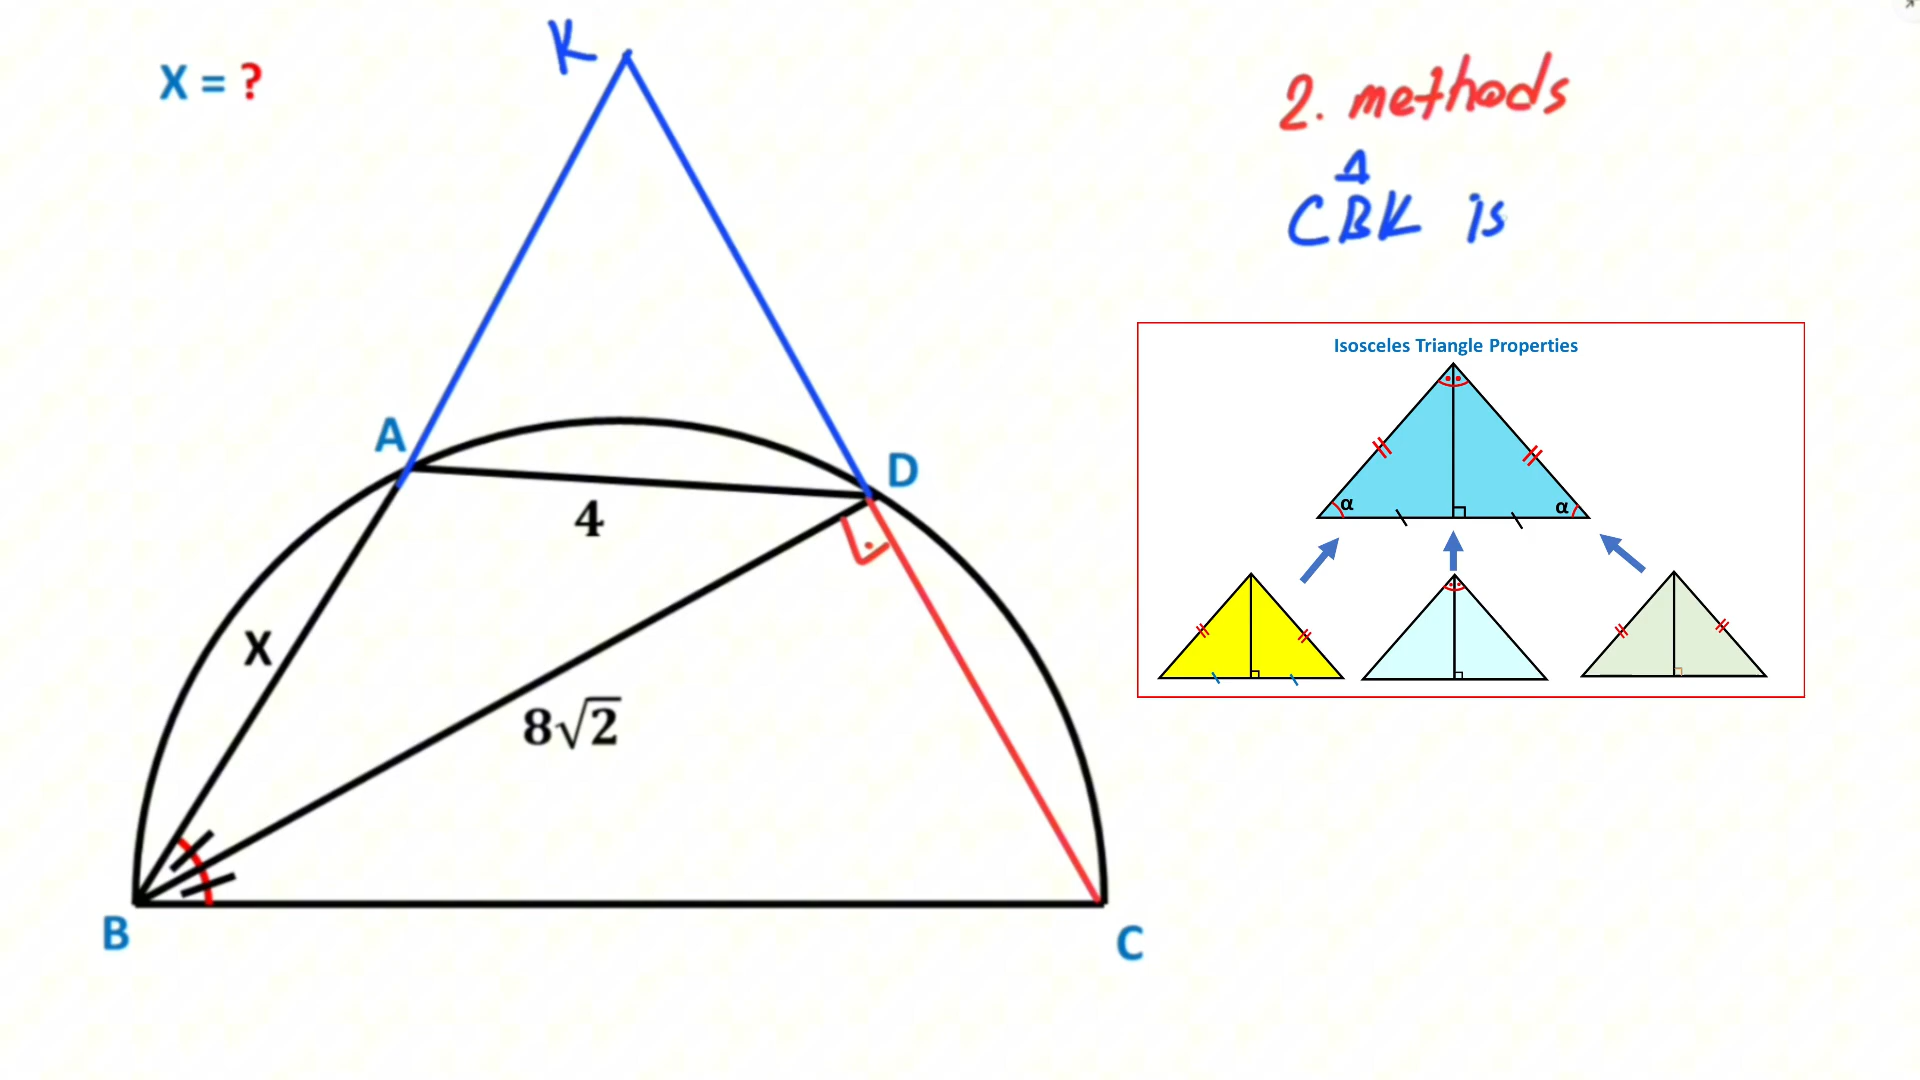 X = ?
K
2. methods
CBK is
A
D
4
X
8√2
B
C
Isosceles Triangle Properties
α
α